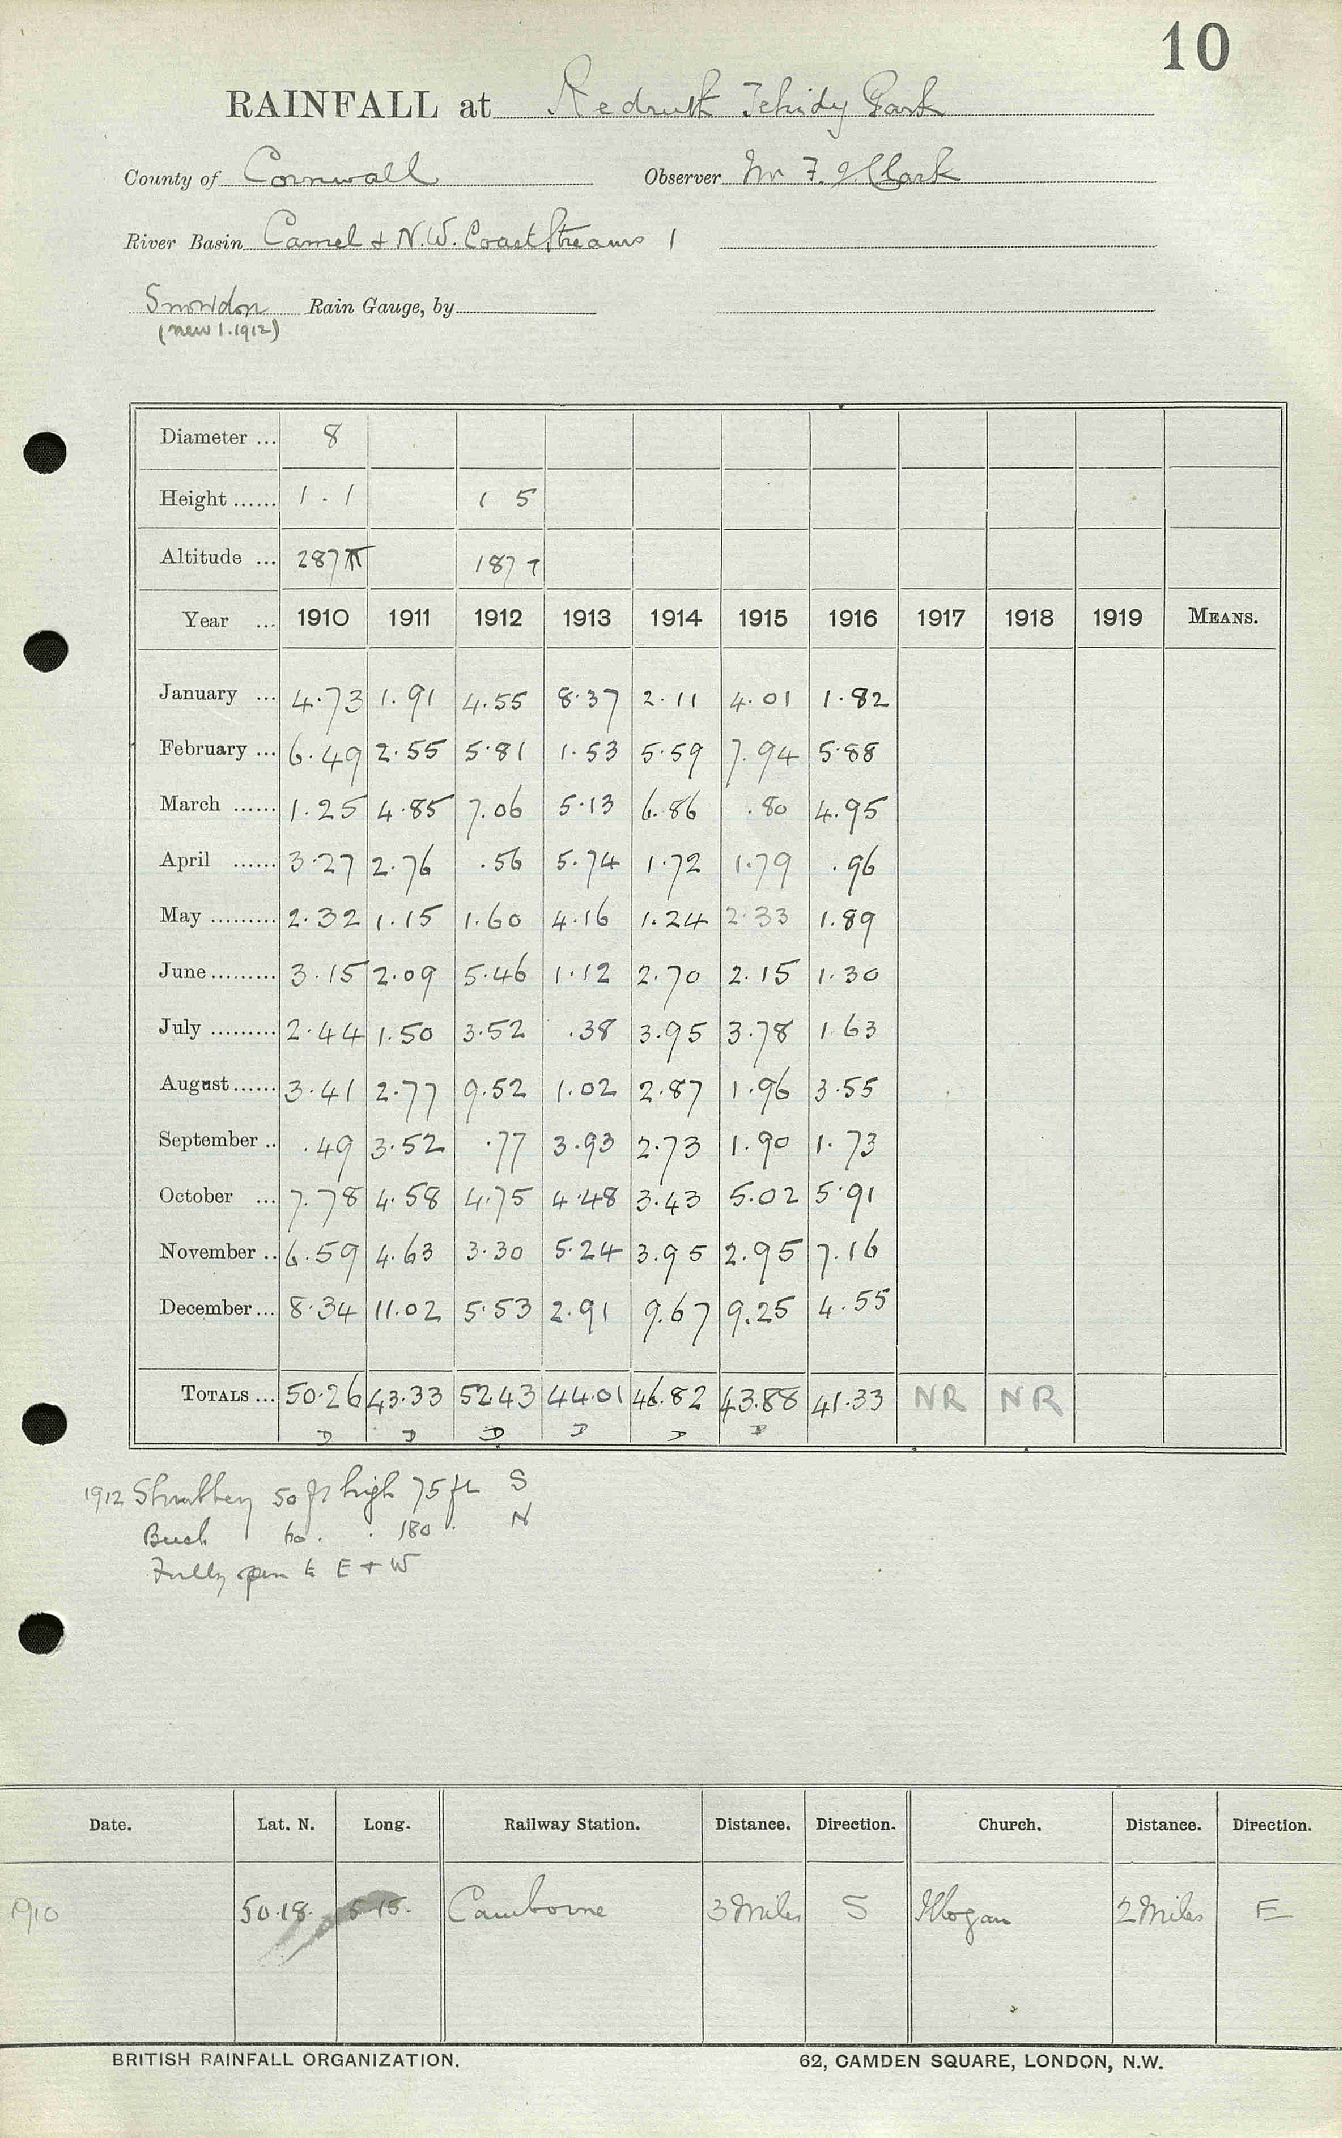 10
RAINFALL at Redruth Tehidy Park
County of Cornwall Observer Mr F. J. Clark
River Basin Camel & N.W. Coast Streams 1
Snowdon Rain Gauge, by
(new 1.1912)
Diameter ... 8
Height ...... 1 . 1 1 5
Altitude ... 287 187
Year ... 1910 1911 1912 1913 1914 1915 1916 1917 1918 1919 MEANS.
January ... 4.73 1.91 4.55 8.37 2.11 4.01 1.82
February ... 6.49 2.55 5.81 1.53 5.59 7.94 5.88
March ...... 1.25 4.85 7.06 5.13 6.86 .80 4.95
April ...... 3.27 2.76 .56 5.74 1.72 1.79 .96
May ......... 2.32 1.15 1.60 4.16 1.24 2.33 1.89
June ......... 3.15 2.09 5.46 1.12 2.70 2.15 1.30
July ......... 2.44 1.50 3.52 .38 3.95 3.78 1.63
August ...... 3.41 2.77 9.52 1.02 2.87 1.96 3.55
September .. .49 3.52 .77 3.93 2.73 1.90 1.73
October ... 7.78 4.58 4.75 4.48 3.43 5.02 5.91
November .. 6.59 4.63 3.30 5.24 3.95 2.95 7.16
December ... 8.34 11.02 5.53 2.91 9.67 9.25 4.55
TOTALS ... 50.26 43.33 5243 44.01 46.82 43.88 41.33 NR NR
D D D D D D
1912 Shrubbery 50 ft high 75 ft S
60 . . 180 . N
Fully open to E & W
Date. Lat. N. Long. Railway Station. Distance. Direction. Church. Distance. Direction.
1910 50.18. 5 15. Camborne 3 Miles S Illogan 2 Miles E
BRITISH RAINFALL ORGANIZATION. 62, CAMDEN SQUARE, LONDON, N.W.